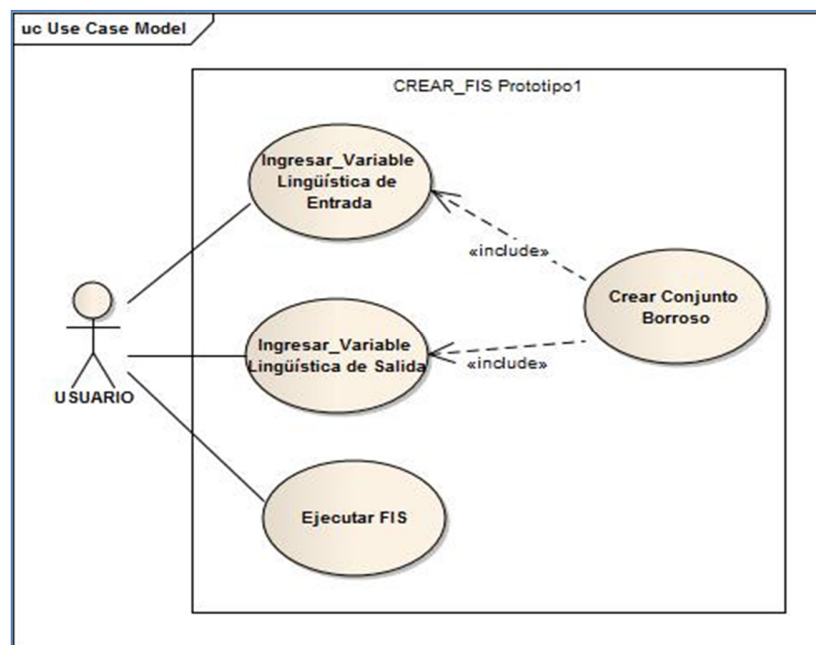 uc Use Case Model
CREAR_FIS Prototipo1
Ingresar_Variable
Lingüística de
Entrada
«include»
Crear Conjunto
Borroso
Ingresar_Variable
Lingüística de Salida
«include»
USUARIO
Ejecutar FIS